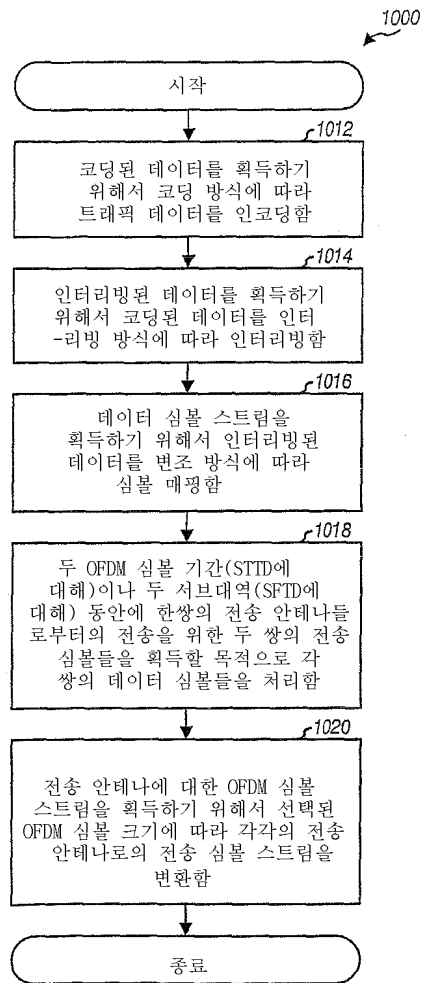 1000
시작
1012
코딩된 데이터를 획득하기
위해서 코딩 방식에 따라
트래픽 데이터를 인코딩함
1014
인터리빙된 데이터를 획득하기
위해서 코딩된 데이터를 인터
-리빙 방식에 따라 인터리빙함
1016
데이터 심볼 스트림을
획득하기 위해서 인터리빙된
데이터를 변조 방식에 따라
심볼 매핑함
1018
두 OFDM 심볼 기간(STTD에
대해)이나 두 서브대역(SFTD에
대해) 동안에 한쌍의 전송 안테나들
로부터의 전송을 위한 두 쌍의 전송
심볼들을 획득할 목적으로 각
쌍의 데이터 심볼들을 처리함
1020
전송 안테나에 대한 OFDM 심볼
스트림을 획득하기 위해서 선택된
OFDM 심볼 크기에 따라 각각의 전송
안테나로의 전송 심볼 스트림을
변환함
종료